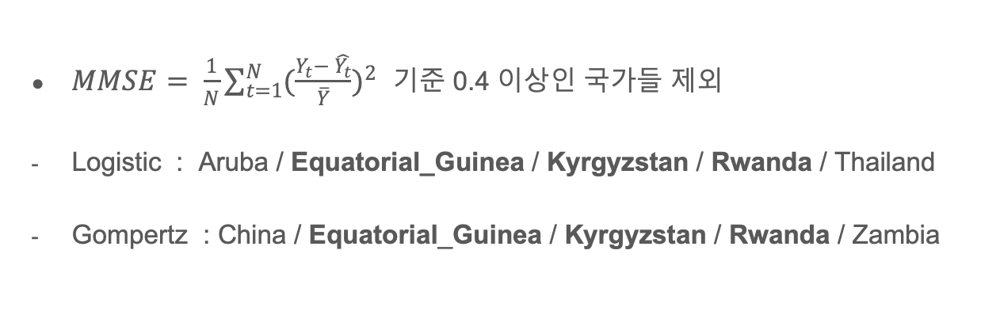 • MMSE = \frac{1}{N}\sum_{t=1}^{N}(\frac{Y_t - \hat{Y_t}}{\bar{Y}})^2 기준 0.4 이상인 국가들 제외
- Logistic : Aruba / Equatorial_Guinea / Kyrgyzstan / Rwanda / Thailand
- Gompertz : China / Equatorial_Guinea / Kyrgyzstan / Rwanda / Zambia